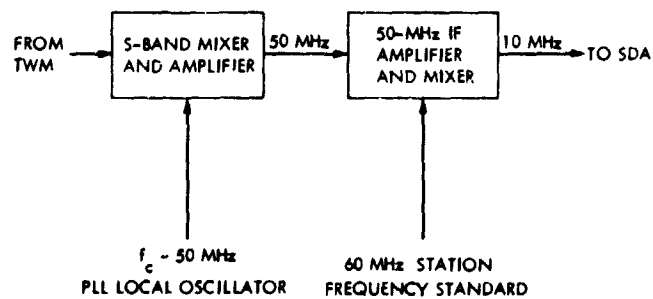 FROM
TWM
S-BAND MIXER
AND AMPLIFIER
50 MHz
50-MHz IF
AMPLIFIER
AND MIXER
10 MHz
TO SDA
f_c - 50 MHz
PLL LOCAL OSCILLATOR
60 MHz STATION
FREQUENCY STANDARD